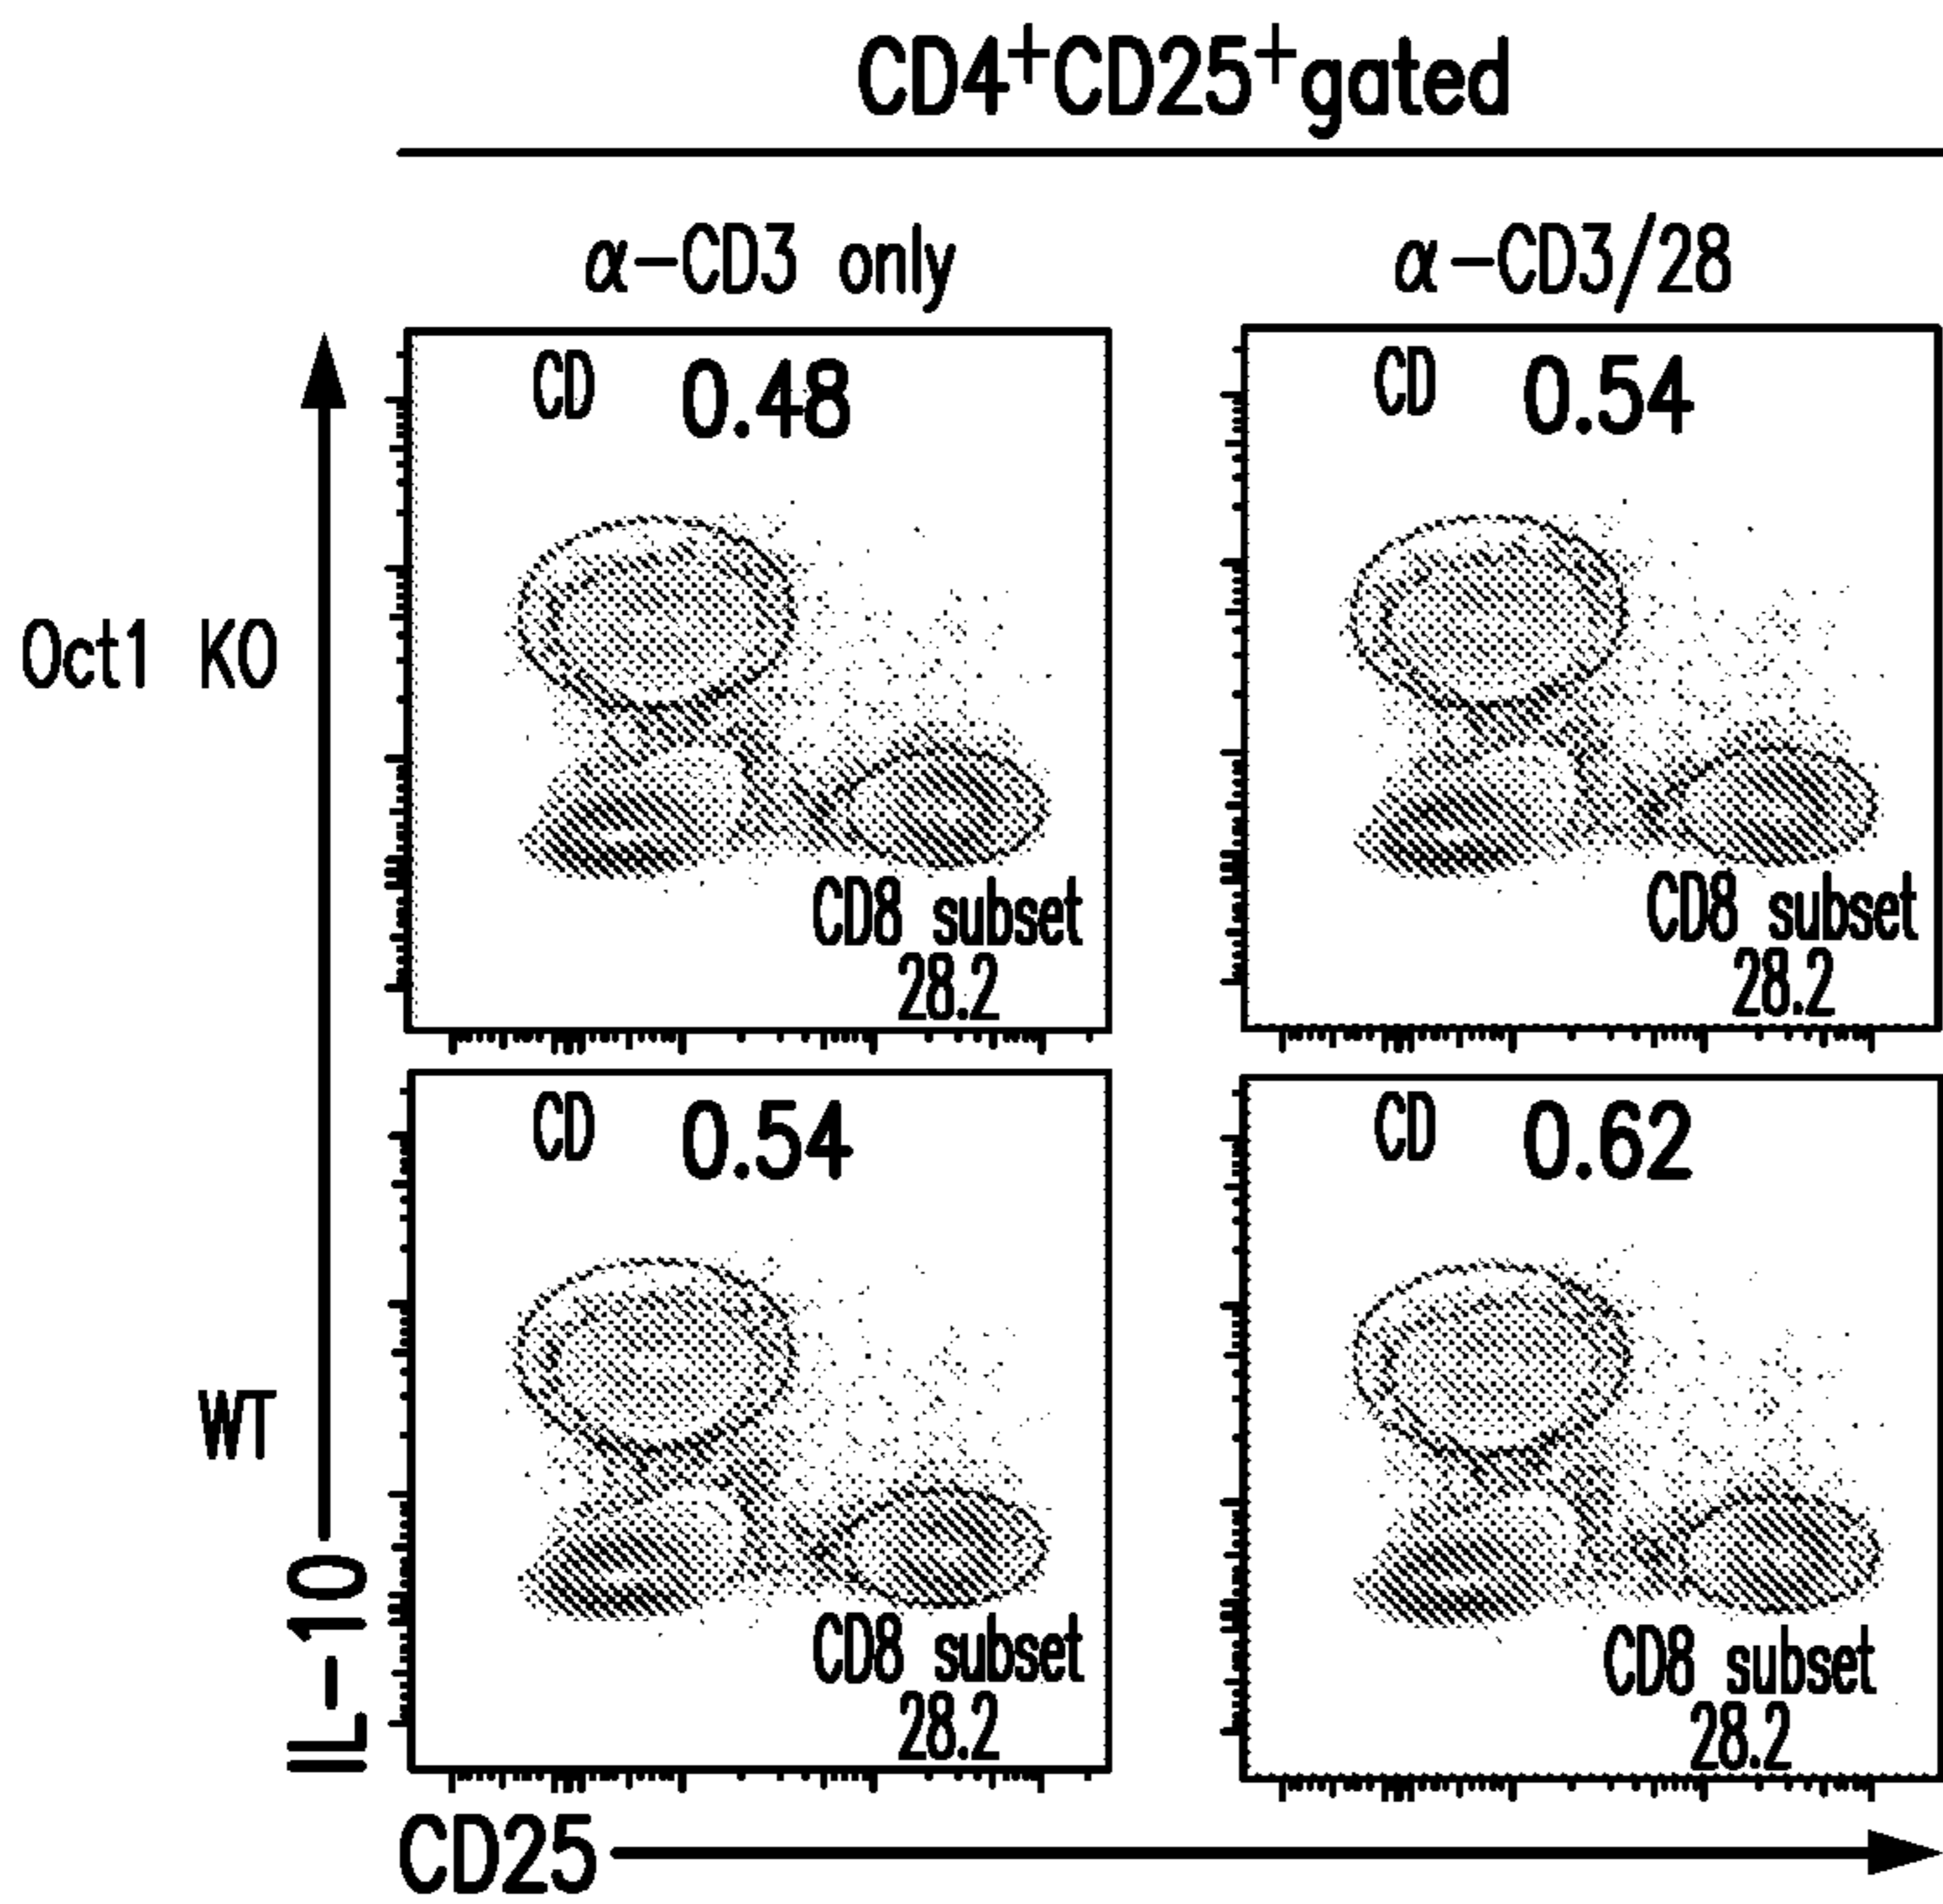 CD4⁺CD25⁺gated
α-CD3 only
α-CD3/28
Oct1 KO
CD 0.48
CD8 subset
28.2
CD 0.54
CD8 subset
28.2
WT
CD 0.54
CD8 subset
28.2
CD 0.62
CD8 subset
28.2
IL-10
CD25